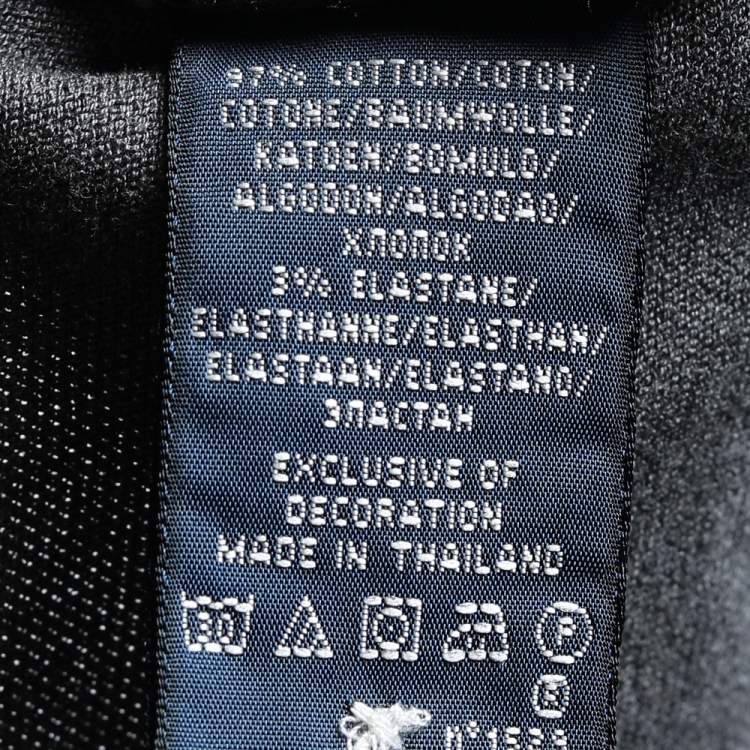 97% COTTON/COTON/
COTONE/BAUMWOLLE/
KATOEN/BOMULD/
ALGODON/ALGODAO/
ХЛОПОК
3% ELASTANE/
ELASTHANNE/ELASTHAN/
ELASTAAN/ELASTANO/
ЭЛАСТАН
EXCLUSIVE OF
DECORATION
MADE IN THAILAND
30
F